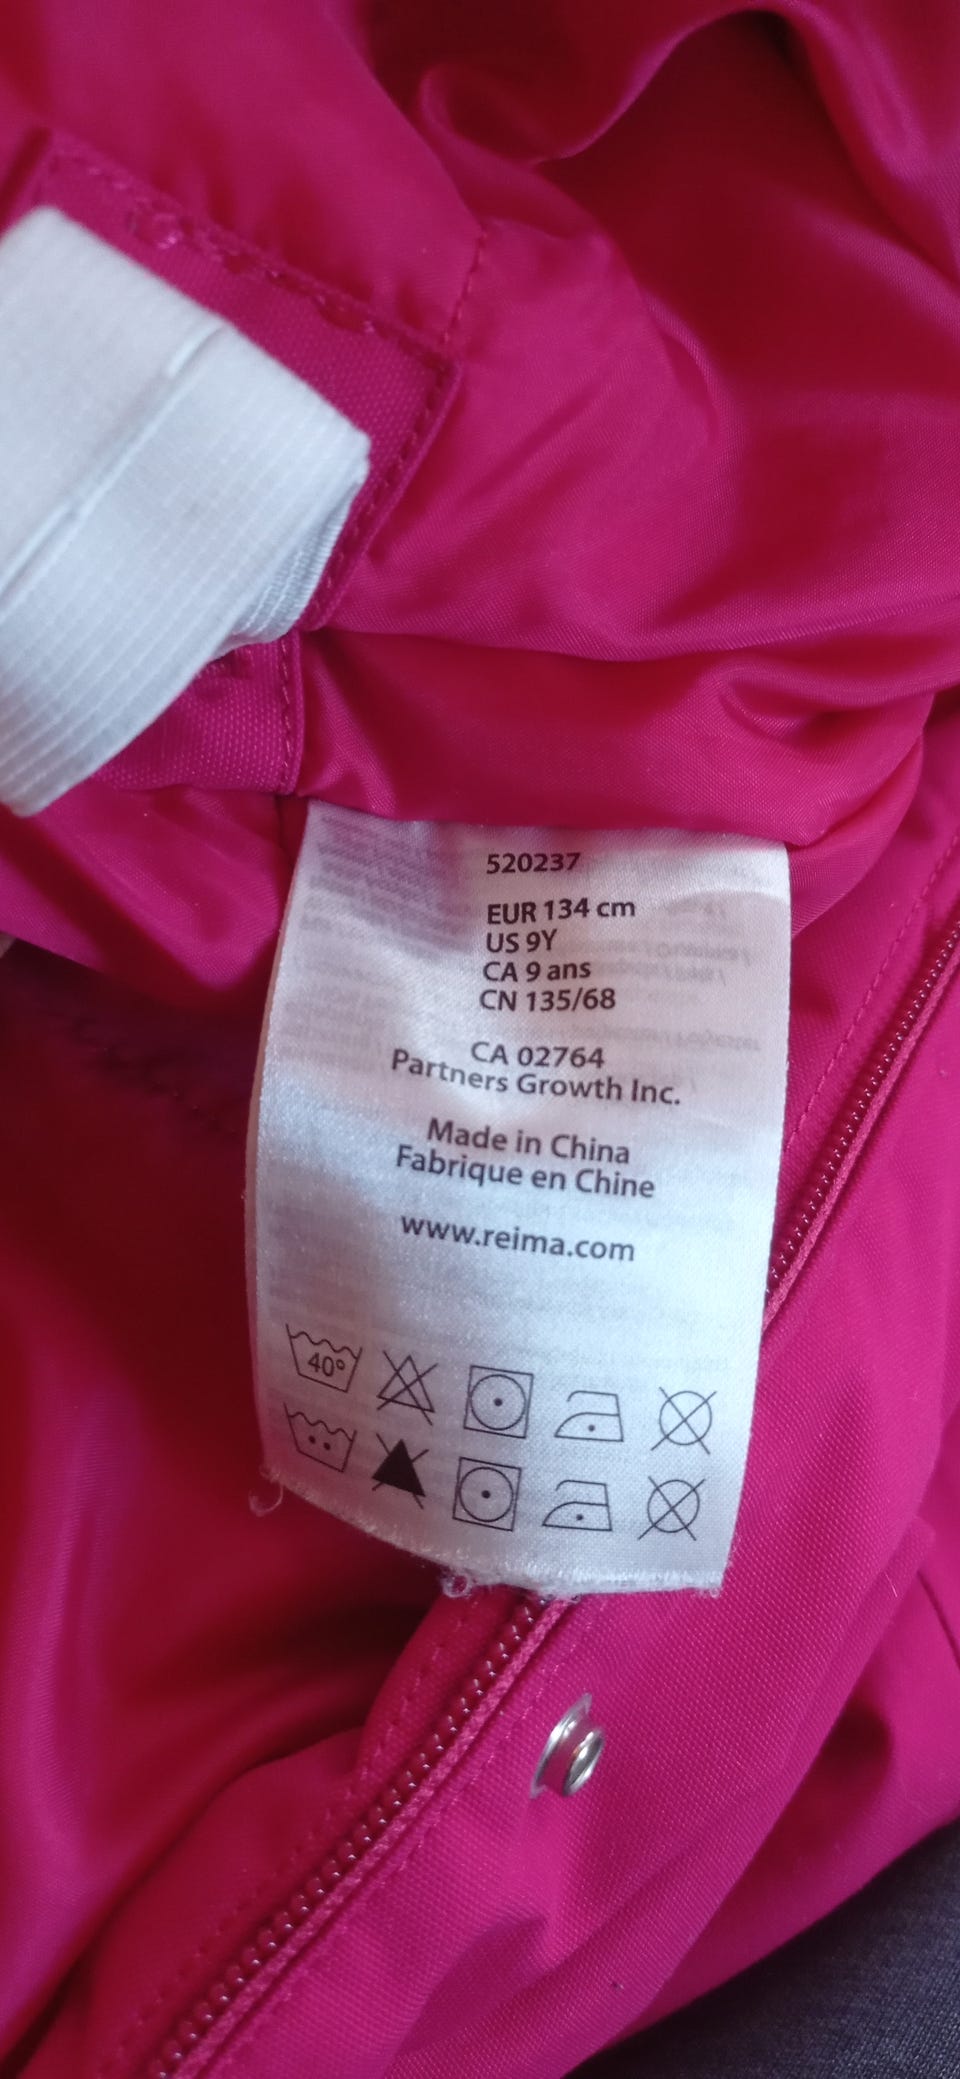 520237
EUR 134 cm
US 9Y
CA 9 ans
CN 135/68
CA 02764
Partners Growth Inc.
Made in China
Fabrique en Chine
www.reima.com
40°